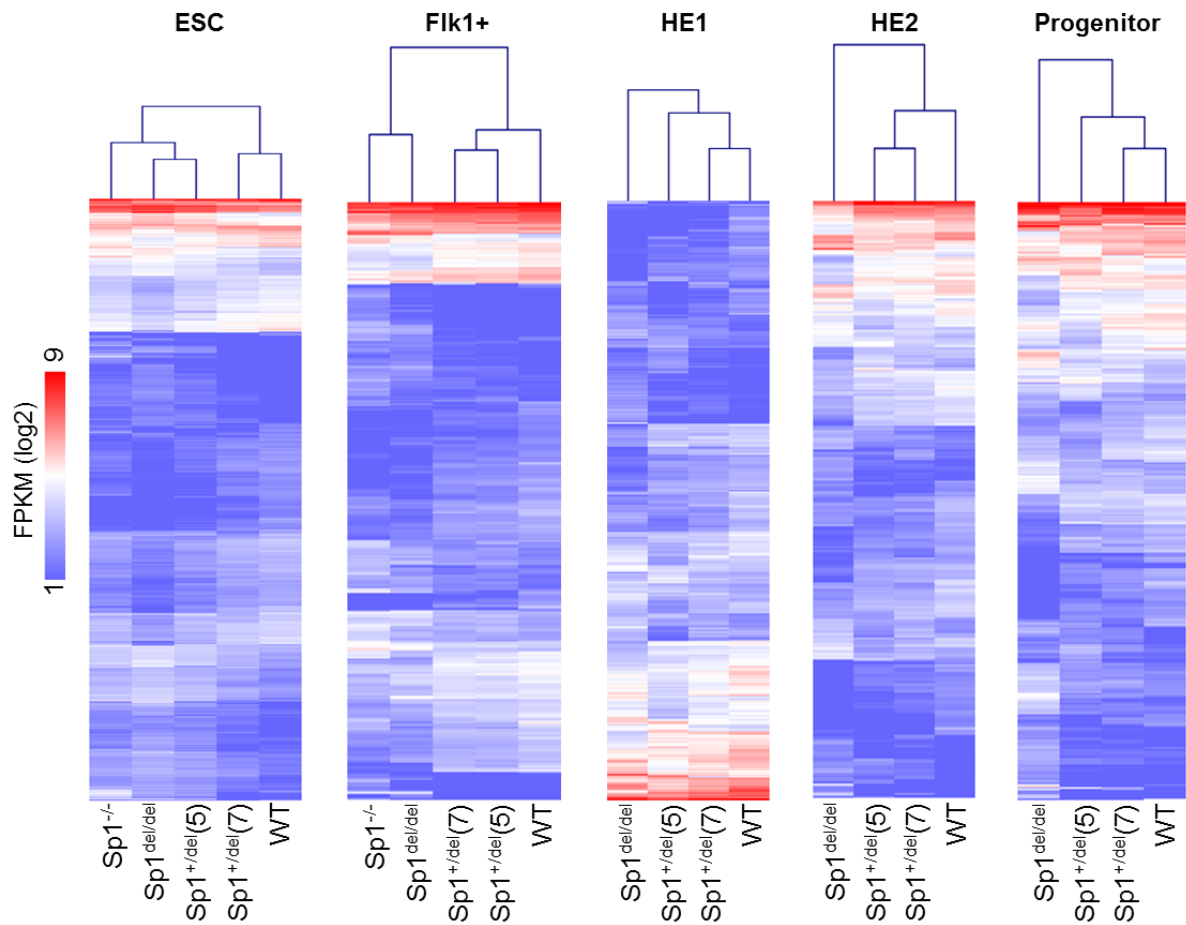 ESC Flk1+ HE1 HE2 Progenitor
9
FPKM (log2)
1
Sp1-/-
Sp1del/del
Sp1+/del(5)
Sp1+/del(7)
WT
Sp1-/-
Sp1del/del
Sp1+/del(7)
Sp1+/del(5)
WT
Sp1del/del
Sp1+/del(5)
Sp1+/del(7)
WT
Sp1del/del
Sp1+/del(5)
Sp1+/del(7)
WT
Sp1del/del
Sp1+/del(5)
Sp1+/del(7)
WT